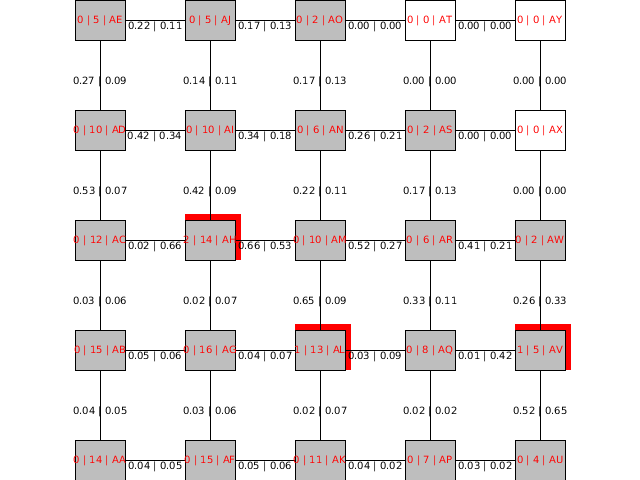 0 | 5 | AE 0.22 | 0.11 0 | 5 | AJ 0.17 | 0.13 0 | 2 | AO 0.00 | 0.00 0 | 0 | AT 0.00 | 0.00 0 | 0 | AY
0.27 | 0.09 0.14 | 0.11 0.17 | 0.13 0.00 | 0.00 0.00 | 0.00
0 | 10 | AD 0.42 | 0.34 0 | 10 | AI 0.34 | 0.18 0 | 6 | AN 0.26 | 0.21 0 | 2 | AS 0.00 | 0.00 0 | 0 | AX
0.53 | 0.07 0.42 | 0.09 0.22 | 0.11 0.17 | 0.13 0.00 | 0.00
0 | 12 | AC 0.02 | 0.66 2 | 14 | AH 0.66 | 0.53 0 | 10 | AM 0.52 | 0.27 0 | 6 | AR 0.41 | 0.21 0 | 2 | AW
0.03 | 0.06 0.02 | 0.07 0.65 | 0.09 0.33 | 0.11 0.26 | 0.33
0 | 15 | AB 0.05 | 0.06 0 | 16 | AG 0.04 | 0.07 1 | 13 | AL 0.03 | 0.09 0 | 8 | AQ 0.01 | 0.42 1 | 5 | AV
0.04 | 0.05 0.03 | 0.06 0.02 | 0.07 0.02 | 0.02 0.52 | 0.65
0 | 14 | AA 0.04 | 0.05 0 | 15 | AF 0.05 | 0.06 0 | 11 | AK 0.04 | 0.02 0 | 7 | AP 0.03 | 0.02 0 | 4 | AU